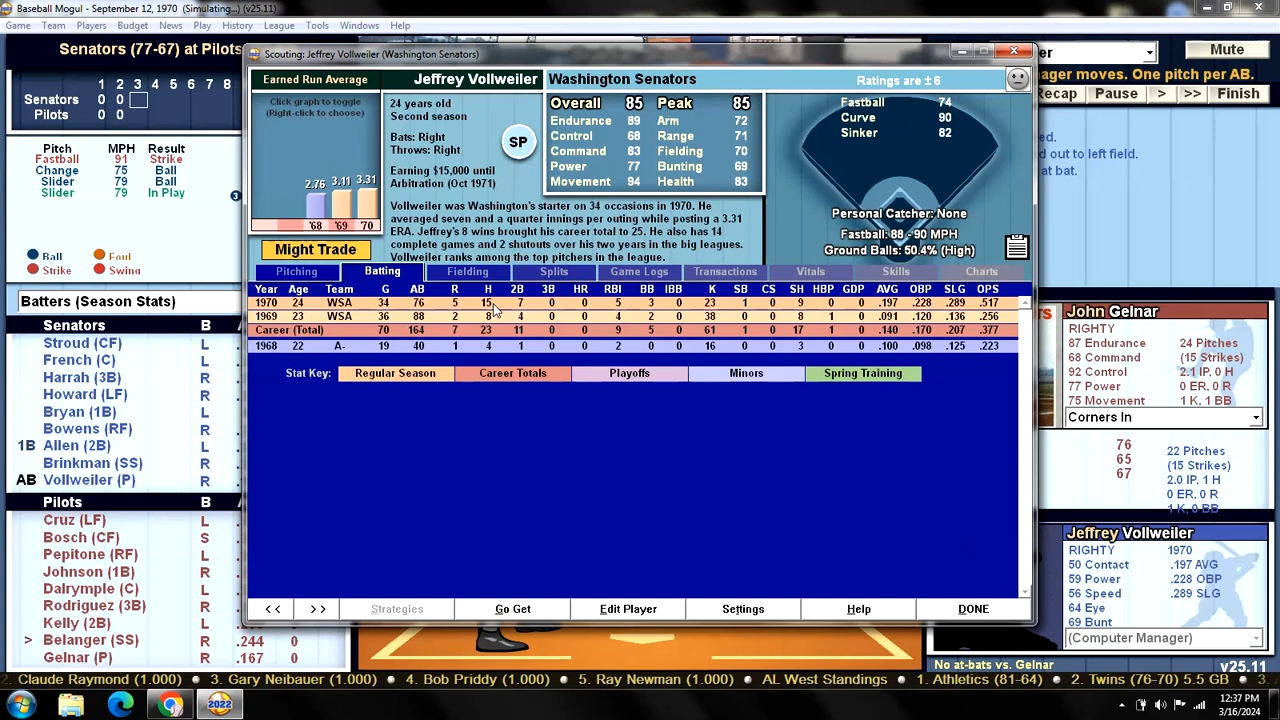 Baseball Mogul - September 12, 1970 (Simulating...) (v25.11)
Game Team Players Budget News Play History League Tools Windows Help
Senators (77-67) at Pilots
1 2 3 4 5 6 7 8
Senators 0 0
Pilots 0 0
Pitch MPH Result
Fastball 91 Strike
Change 75 Ball
Slider 79 Ball
Slider 79 In Play
3
Ball Foul
Strike Swing
Batters (Season Stats)
Senators B
Stroud (CF) L
French (C) L
Harrah (3B) R
Howard (LF) R
Bryan (1B) L
Bowens (RF) R
1B Allen (2B) L
Brinkman (SS) R
AB Vollweiler (P) R
Pilots B
Cruz (LF) L
Bosch (CF) S
Pepitone (RF) L
Johnson (1B) R
Dalrymple (C) L
Rodriguez (3B) R
Kelly (2B) L
> Belanger (SS) R .244 0
Gelnar (P) R .167 0
Scouting: Jeffrey Vollweiler (Washington Senators)
Earned Run Average
Click graph to toggle
(Right-click to choose)
2.76 3.11 3.31
'68 '69 '70
Might Trade
Jeffrey Vollweiler
24 years old
Second season
Bats: Right
Throws: Right
Earning $15,000 until
Arbitration (Oct 1971)
SP
Washington Senators
Ratings are ± 6
Overall 85 Peak 85
Endurance 89 Arm 72
Control 68 Range 71
Command 83 Fielding 70
Power 77 Bunting 69
Movement 94 Health 83
Vollweiler was Washington's starter on 34 occasions in 1970. He
averaged seven and a quarter innings per outing while posting a 3.31
ERA. Jeffrey's 8 wins brought his career total to 25. He also has 14
complete games and 2 shutouts over his two years in the big leagues.
Vollweiler ranks among the top pitchers in the league.
Fastball 74
Curve 90
Sinker 82
Personal Catcher: None
Fastball: 88 - 90 MPH
Ground Balls: 50.4% (High)
Pitching Batting Fielding Splits Game Logs Transactions Vitals Skills Charts
Year Age Team G AB R H 2B 3B HR RBI BB IBB K SB CS SH HBP GDP AVG OBP SLG OPS
1970 24 WSA 34 76 5 15 7 0 0 5 3 0 23 1 0 9 0 0 .197 .228 .289 .517
1969 23 WSA 36 88 2 8 4 0 0 4 2 0 38 0 0 8 1 0 .091 .120 .136 .256
Career (Total) 70 164 7 23 11 0 0 9 5 0 61 1 0 17 1 0 .140 .170 .207 .377
1968 22 A- 19 40 1 4 1 0 0 2 0 0 16 0 0 3 0 0 .100 .098 .125 .223
Stat Key: Regular Season Career Totals Playoffs Minors Spring Training
<< >> Strategies Go Get Edit Player Settings Help DONE
Mute
Recap Pause > >> Finish
John Gelnar
RIGHTY
87 Endurance 24 Pitches
68 Command (15 Strikes)
92 Control 2.1 IP, 0 H
77 Power 0 ER, 0 R
75 Movement 1 K, 1 BB
Corners In
76
65
67
22 Pitches
(15 Strikes)
2.0 IP, 1 H
0 ER, 0 R
1 K, 0 BB
Jeffrey Vollweiler
RIGHTY 1970
50 Contact .197 AVG
59 Power .228 OBP
56 Speed .289 SLG
64 Eye
69 Bunt
(Computer Manager)
No at-bats vs. Gelnar v25.11
2. Claude Raymond (1.000) • 3. Gary Neibauer (1.000) • 4. Bob Priddy (1.000) • 5. Ray Newman (1.000) • AL West Standings • 1. Athletics (81-64) • 2. Twins (76-70) 5.5 GB • 3.
2022
12:37 PM
3/16/2024